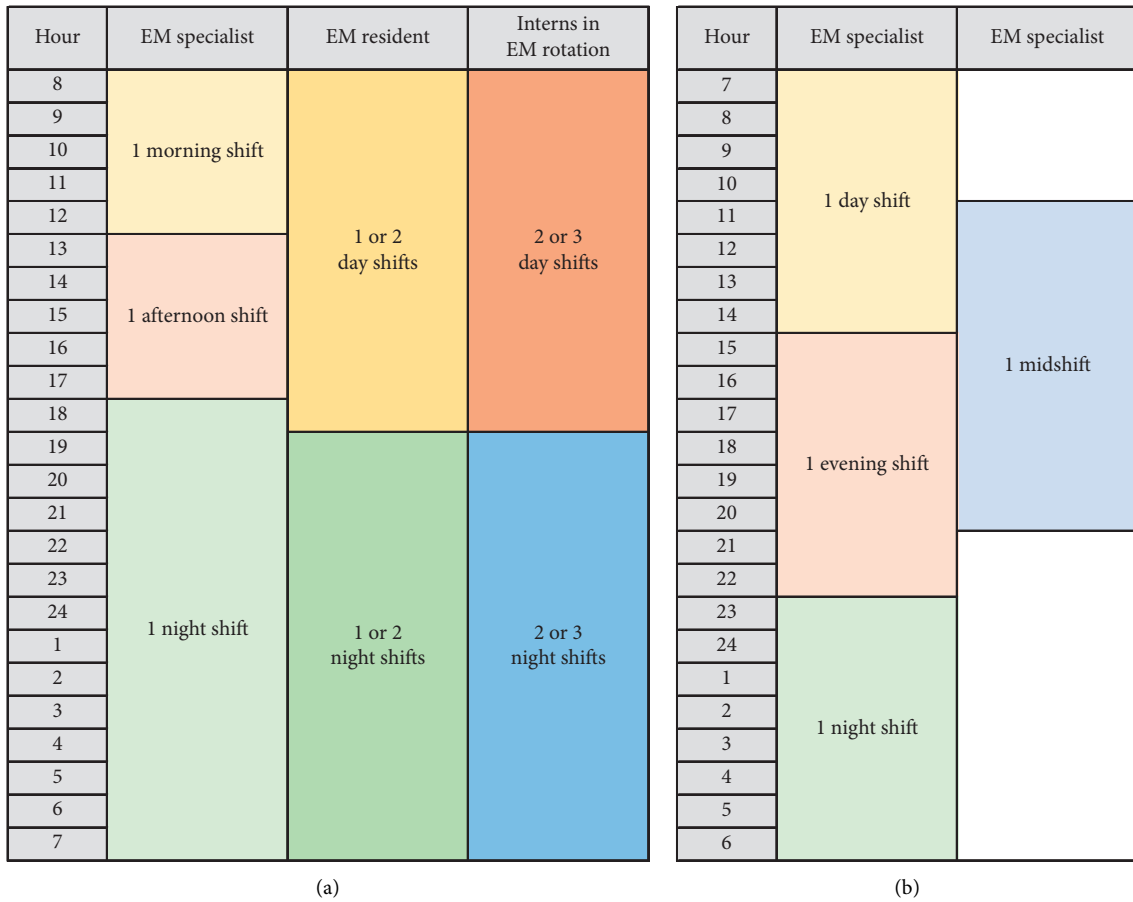 Hour
EM specialist
EM resident
Interns in
EM rotation
8
9
10
11
12
13
14
15
16
17
18
19
20
21
22
23
24
1
2
3
4
5
6
7
1 morning shift
1 afternoon shift
1 night shift
1 or 2
day shifts
1 or 2
night shifts
2 or 3
day shifts
2 or 3
night shifts
(a)
Hour
EM specialist
EM specialist
7
8
9
10
11
12
13
14
15
16
17
18
19
20
21
22
23
24
1
2
3
4
5
6
1 day shift
1 evening shift
1 night shift
1 midshift
(b)